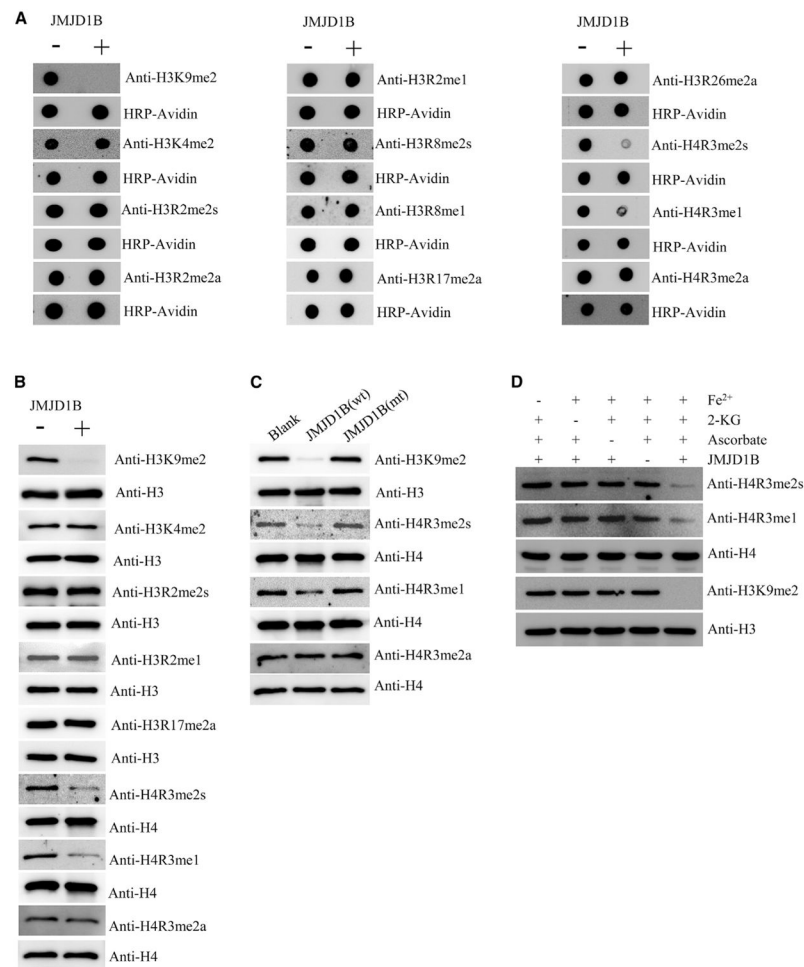 A
JMJD1B
- +
Anti-H3K9me2
HRP-Avidin
Anti-H3K4me2
HRP-Avidin
Anti-H3R2me2s
HRP-Avidin
Anti-H3R2me2a
HRP-Avidin
JMJD1B
- +
Anti-H3R2me1
HRP-Avidin
Anti-H3R8me2s
HRP-Avidin
Anti-H3R8me1
HRP-Avidin
Anti-H3R17me2a
HRP-Avidin
JMJD1B
- +
Anti-H3R26me2a
HRP-Avidin
Anti-H4R3me2s
HRP-Avidin
Anti-H4R3me1
HRP-Avidin
Anti-H4R3me2a
HRP-Avidin
B
JMJD1B
- +
Anti-H3K9me2
Anti-H3
Anti-H3K4me2
Anti-H3
Anti-H3R2me2s
Anti-H3
Anti-H3R2me1
Anti-H3
Anti-H3R17me2a
Anti-H3
Anti-H4R3me2s
Anti-H4
Anti-H4R3me1
Anti-H4
Anti-H4R3me2a
Anti-H4
C
Blank JMJD1B(wt) JMJD1B(mt)
Anti-H3K9me2
Anti-H3
Anti-H4R3me2s
Anti-H4
Anti-H4R3me1
Anti-H4
Anti-H4R3me2a
Anti-H4
D
- + + + + Fe²⁺
+ - + + + 2-KG
+ + - + + Ascorbate
+ + + - + JMJD1B
Anti-H4R3me2s
Anti-H4R3me1
Anti-H4
Anti-H3K9me2
Anti-H3